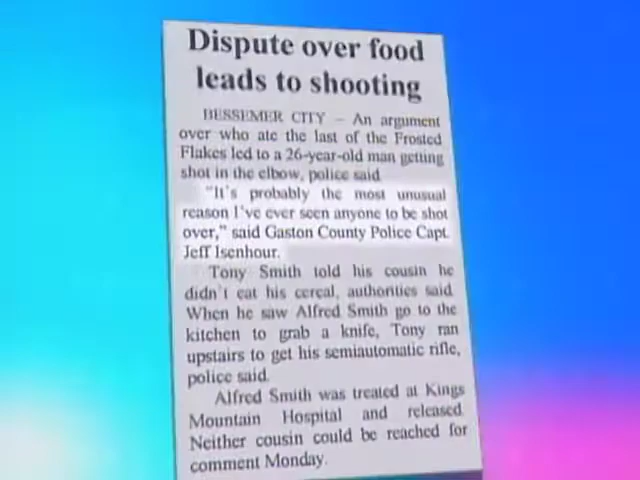 Dispute over food
leads to shooting
BESSEMER CITY – An argument
over who ate the last of the Frosted
Flakes led to a 26-year-old man getting
shot in the elbow, police said.
"It's probably the most unusual
reason I've ever seen anyone to be shot
over," said Gaston County Police Capt.
Jeff Isenhour.
Tony Smith told his cousin he
didn't eat his cereal, authorities said.
When he saw Alfred Smith go to the
kitchen to grab a knife, Tony ran
upstairs to get his semiautomatic rifle,
police said.
Alfred Smith was treated at Kings
Mountain Hospital and released.
Neither cousin could be reached for
comment Monday.